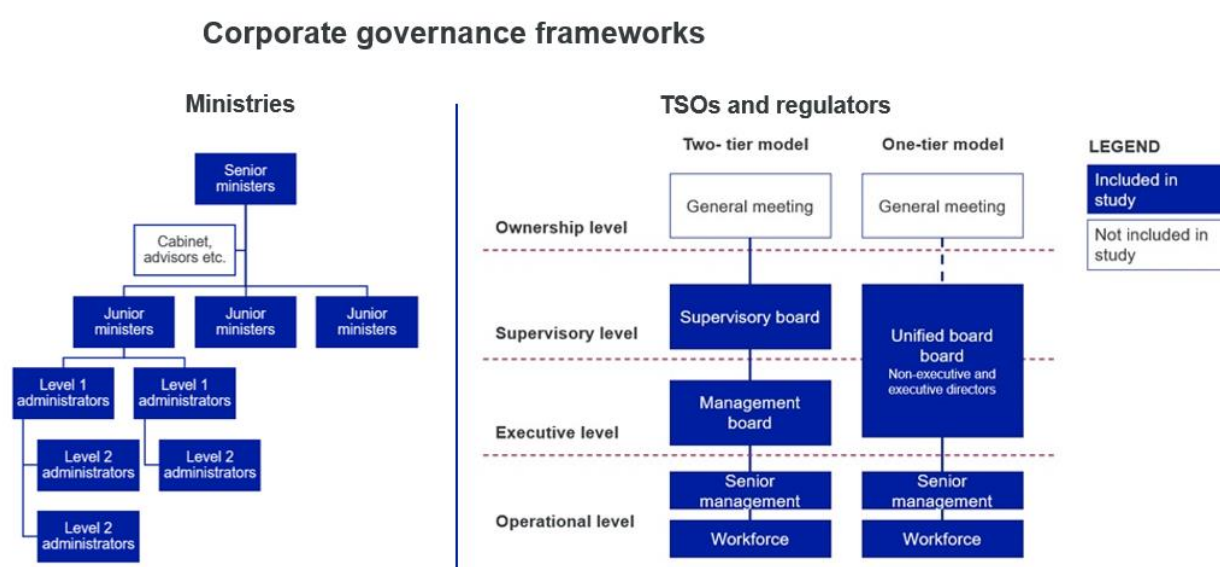 Corporate governance frameworks
Ministries
Senior
ministers
Cabinet,
advisors etc.
Junior
ministers
Junior
ministers
Junior
ministers
Level 1
administrators
Level 1
administrators
Level 2
administrators
Level 2
administrators
Level 2
administrators
TSOs and regulators
Two- tier model
One-tier model
General meeting
General meeting
Ownership level
Supervisory board
Supervisory level
Unified board
board
Non-executive and
executive directors
Management
board
Executive level
Senior
management
Senior
management
Operational level
Workforce
Workforce
LEGEND
Included in
study
Not included in
study